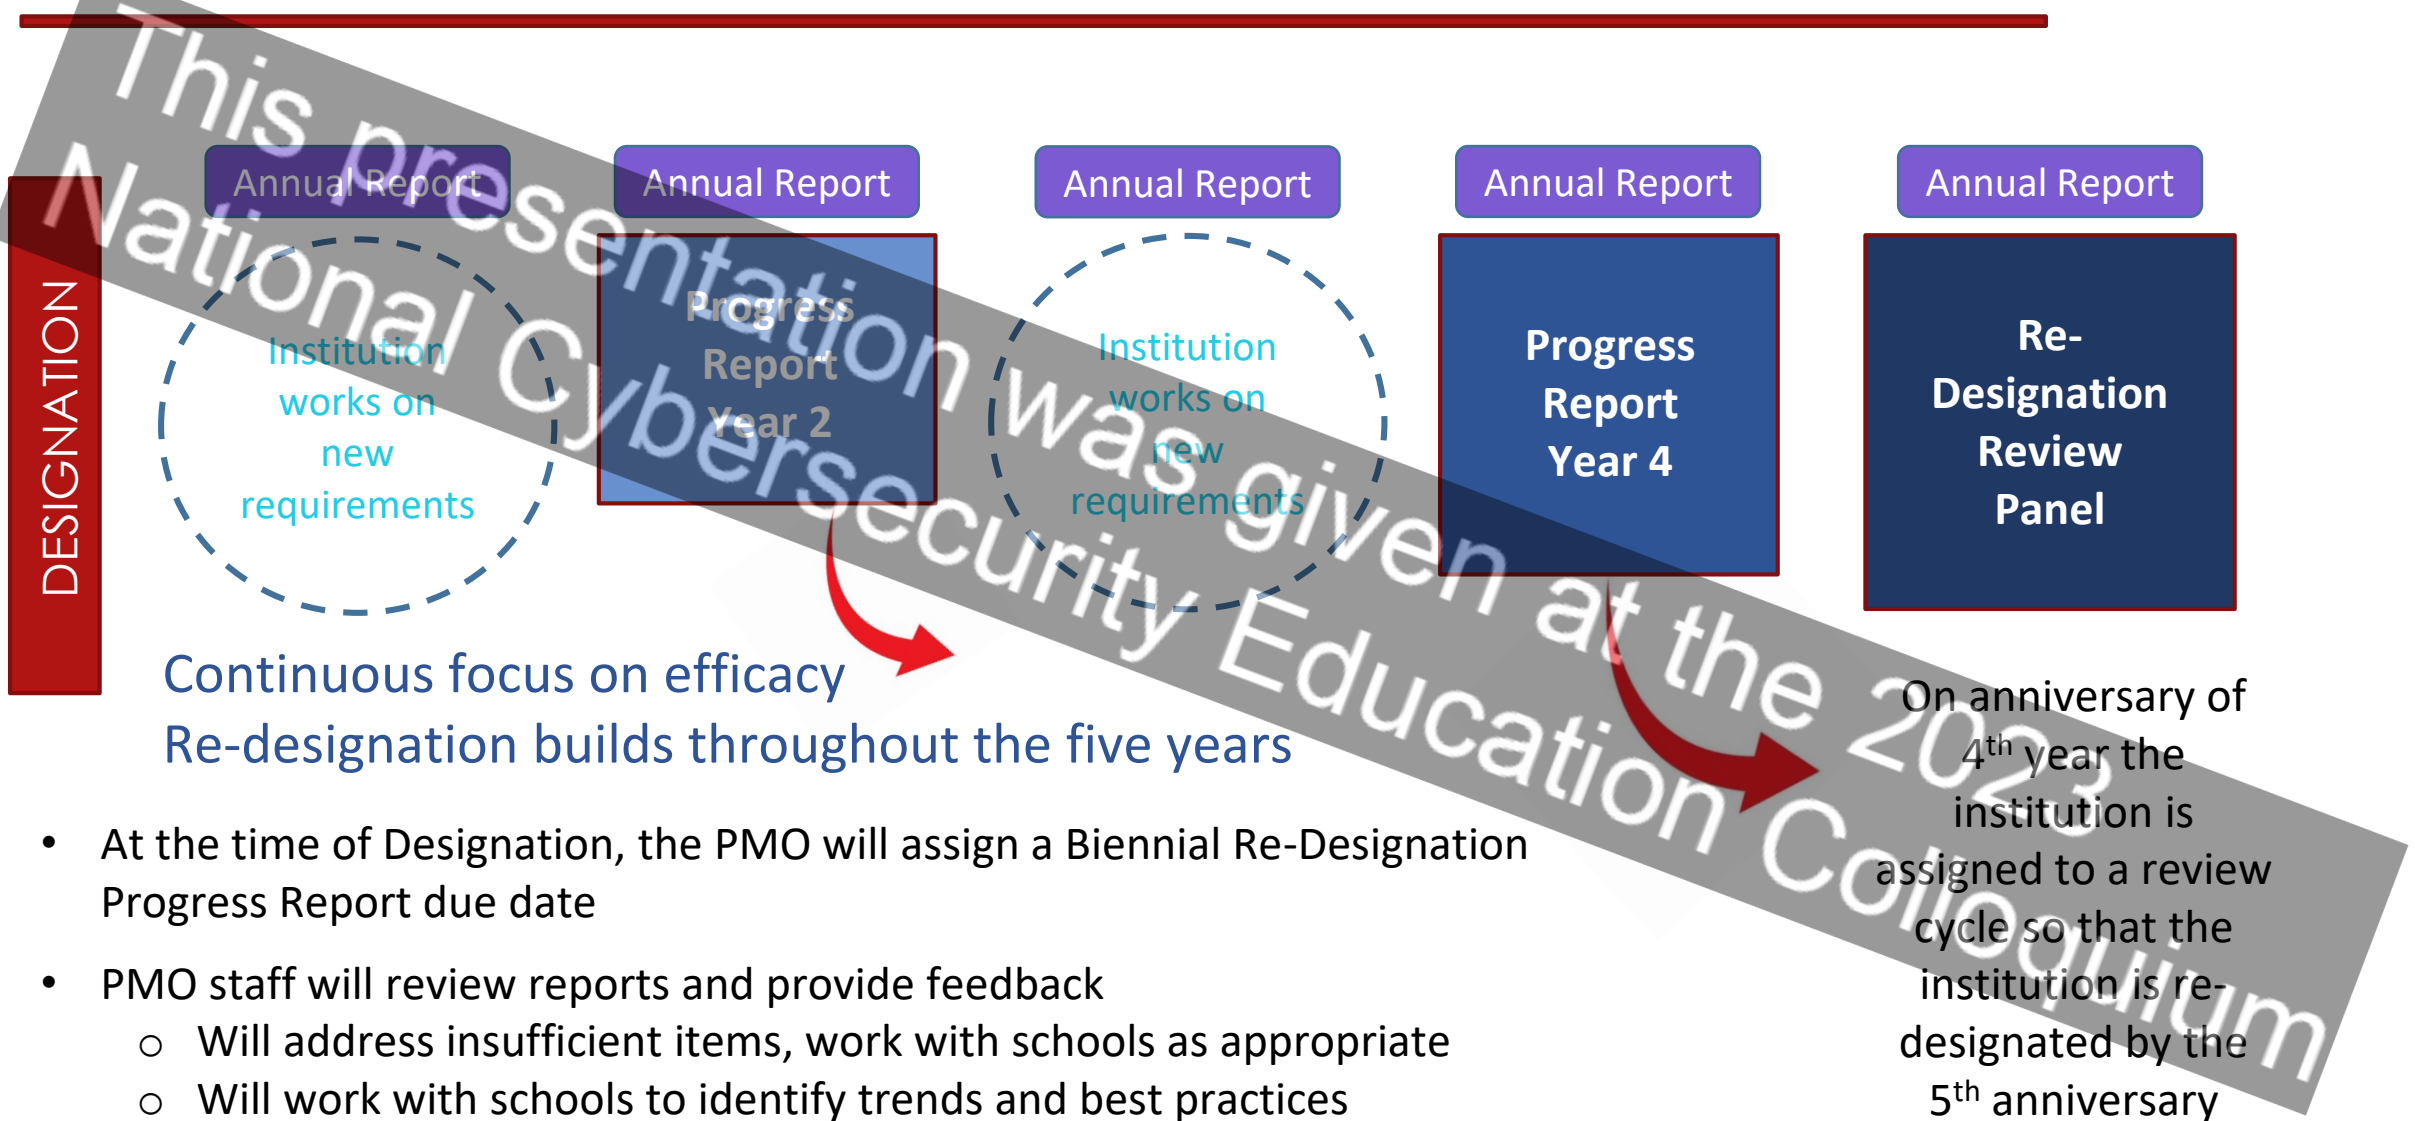 This presentation was given at the 2023
National Cybersecurity Education Colloquium
DESIGNATION
Annual Report
Annual Report
Annual Report
Annual Report
Annual Report
Institution
works on
new
requirements
Progress
Report
Year 2
Institution
works on
new
requirements
Progress
Report
Year 4
Re-
Designation
Review
Panel
Continuous focus on efficacy
Re-designation builds throughout the five years
• At the time of Designation, the PMO will assign a Biennial Re-Designation
Progress Report due date
• PMO staff will review reports and provide feedback
o Will address insufficient items, work with schools as appropriate
o Will work with schools to identify trends and best practices
On anniversary of
4th year the
institution is
assigned to a review
cycle so that the
institution is re-
designated by the
5th anniversary